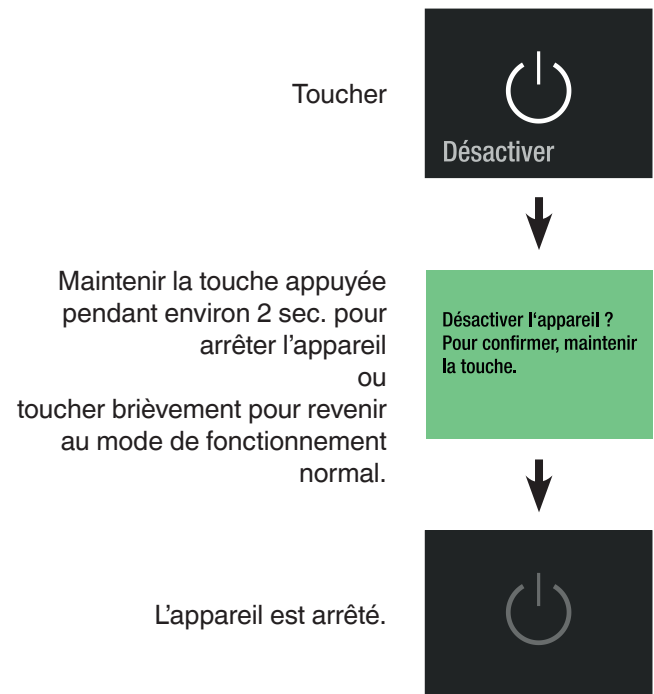 Toucher
Désactiver
Maintenir la touche appuyée
pendant environ 2 sec. pour
arrêter l’appareil
ou
toucher brièvement pour revenir
au mode de fonctionnement
normal.
Désactiver l‘appareil ?
Pour confirmer, maintenir
la touche.
L’appareil est arrêté.